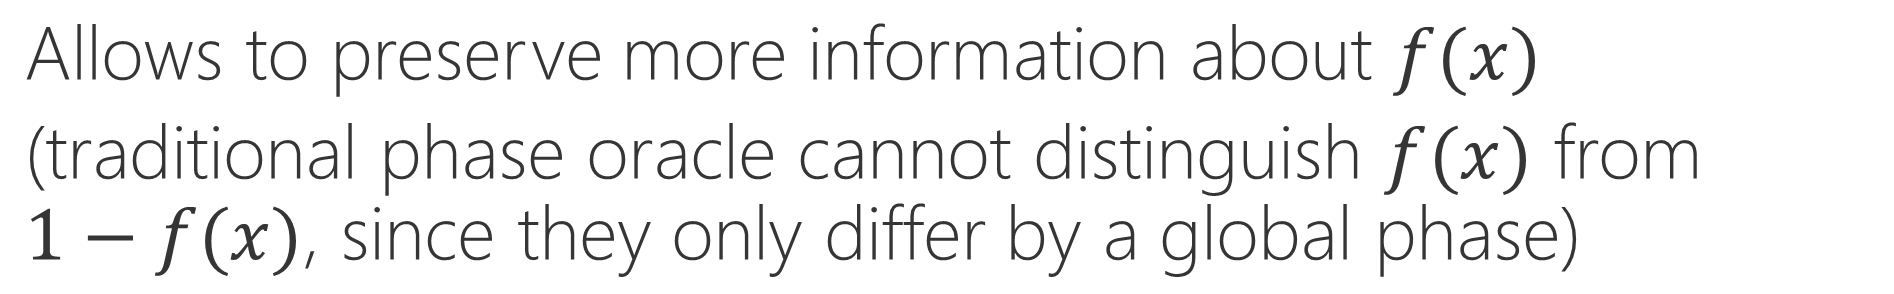 Allows to preserve more information about f(x)
(traditional phase oracle cannot distinguish f(x) from
1 − f(x), since they only differ by a global phase)